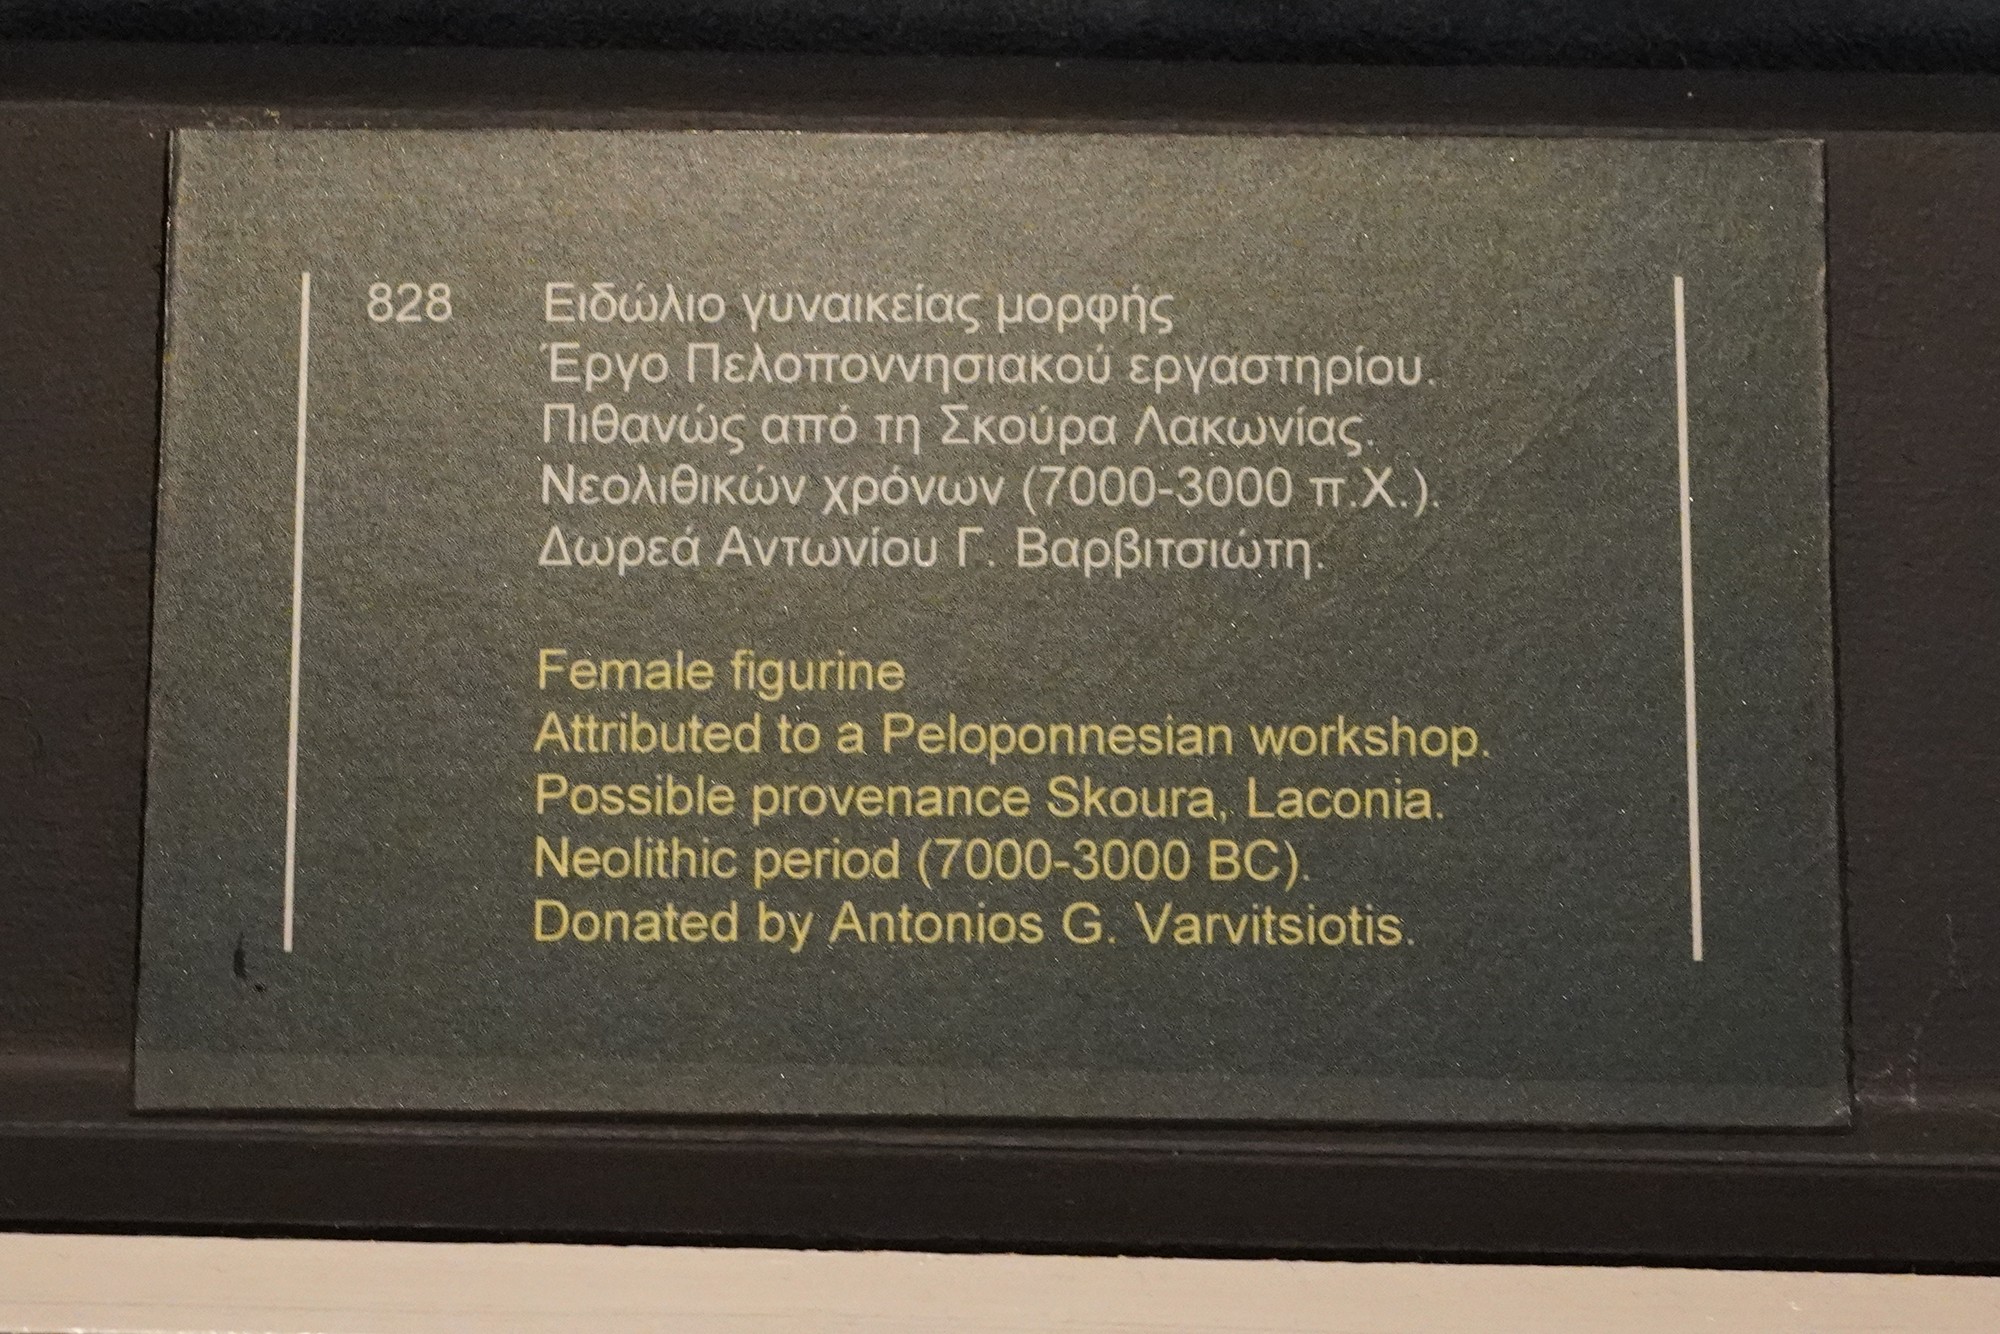 828 Ειδώλιο γυναικείας μορφής
Έργο Πελοποννησιακού εργαστηρίου.
Πιθανώς από τη Σκούρα Λακωνίας.
Νεολιθικών χρόνων (7000-3000 π.Χ.).
Δωρεά Αντωνίου Γ. Βαρβιτσιώτη.
Female figurine
Attributed to a Peloponnesian workshop.
Possible provenance Skoura, Laconia.
Neolithic period (7000-3000 BC).
Donated by Antonios G. Varvitsiotis.